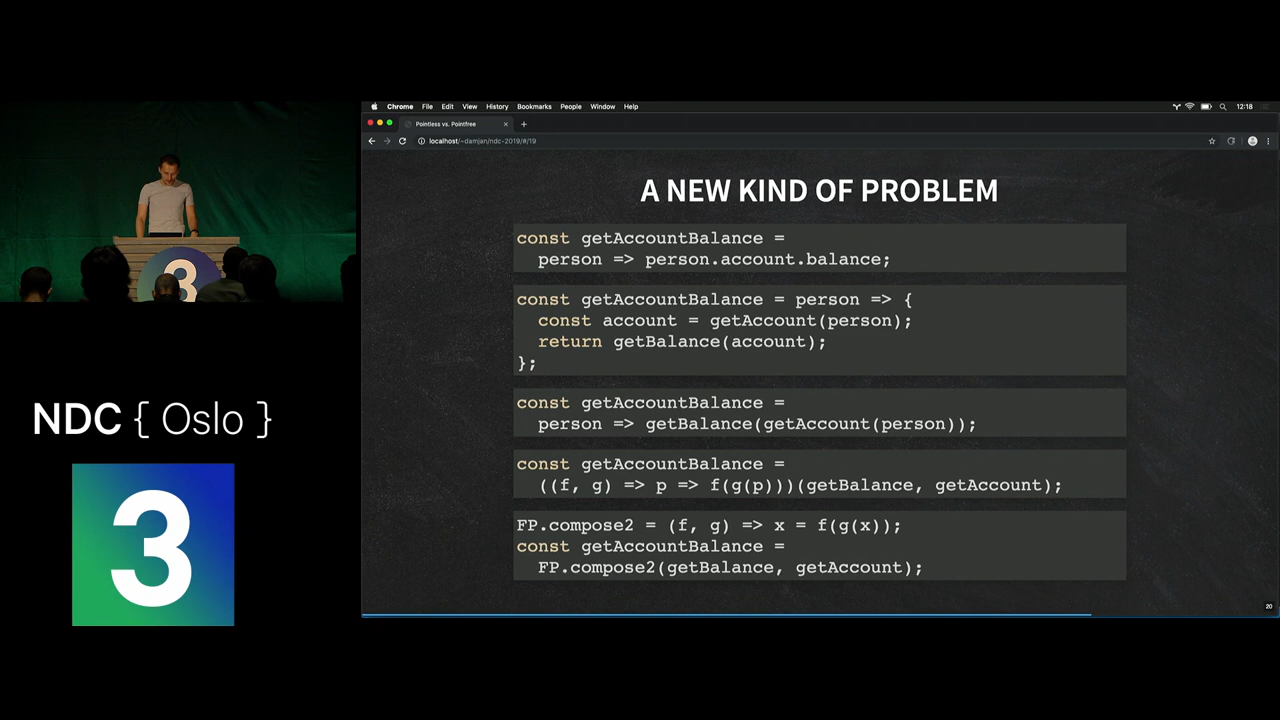 Chrome File Edit View History Bookmarks People Window Help 12:18
Pointless vs. Pointfree
localhost/~damjan/ndc-2019/#/19
A NEW KIND OF PROBLEM
const getAccountBalance =
person => person.account.balance;
const getAccountBalance = person => {
const account = getAccount(person);
return getBalance(account);
};
const getAccountBalance =
person => getBalance(getAccount(person));
const getAccountBalance =
((f, g) => p => f(g(p)))(getBalance, getAccount);
FP.compose2 = (f, g) => x = f(g(x));
const getAccountBalance =
FP.compose2(getBalance, getAccount);
20
3
NDC { Oslo }
3